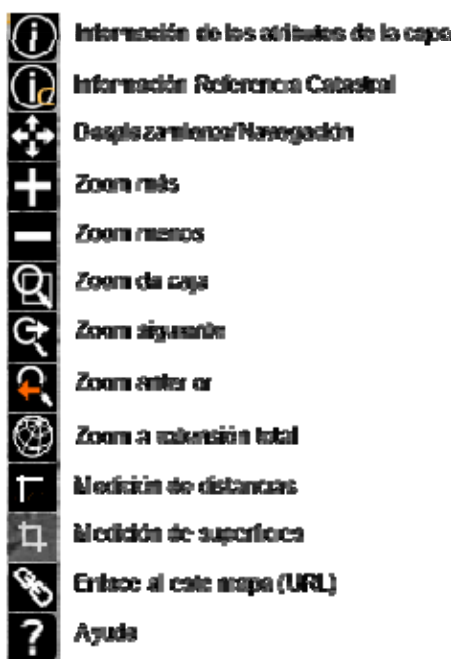 Información de los atributos de la capa
Información Referencia Catastral
Desplazamiento/Navegación
Zoom más
Zoom menos
Zoom de caja
Zoom siguiente
Zoom anterior
Zoom a extensión total
Medición de distancias
Medición de superficies
Enlace al este mapa (URL)
Ayuda